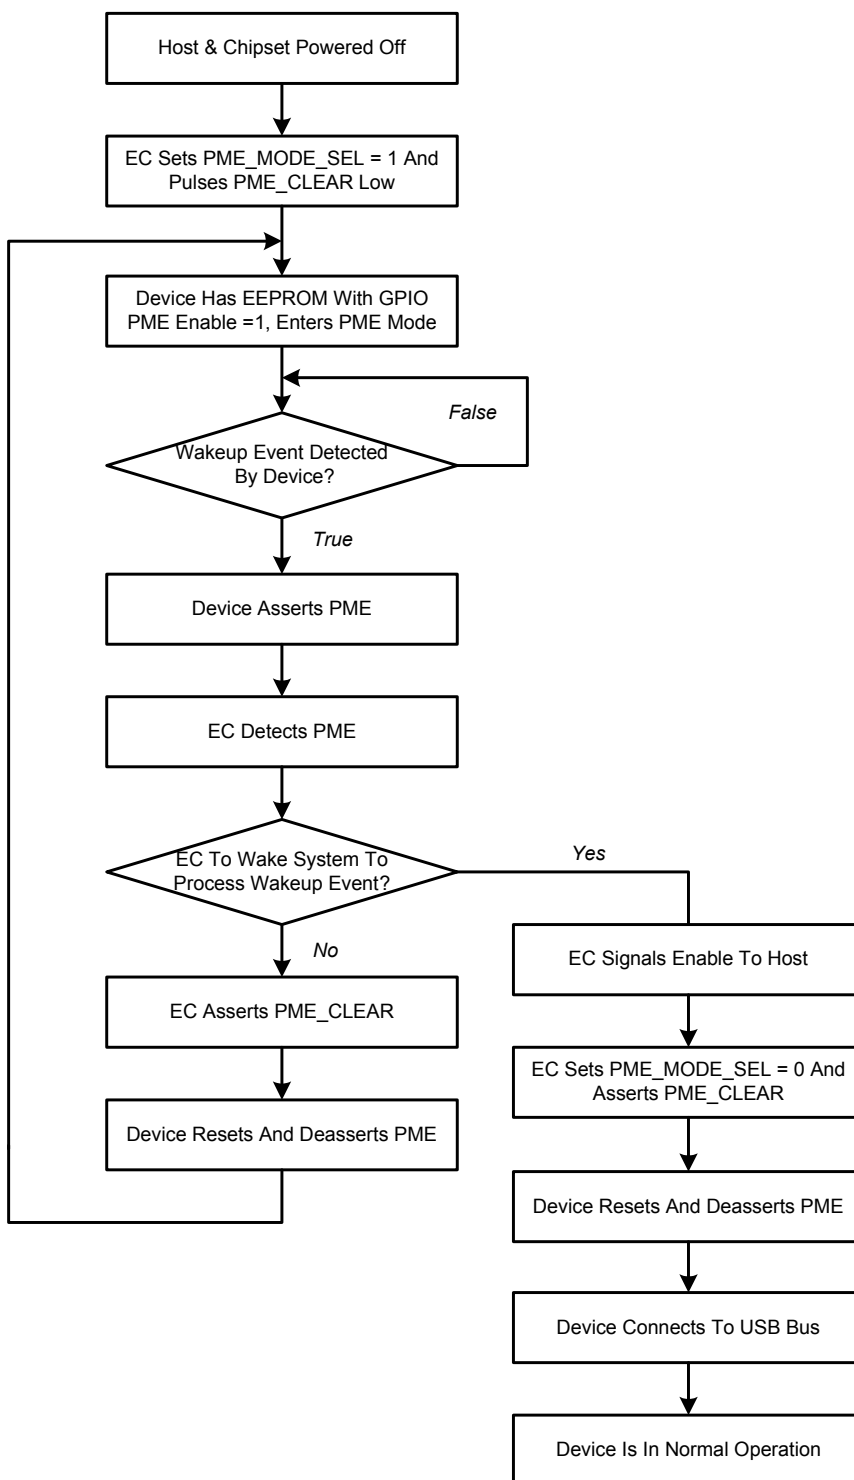 Host & Chipset Powered Off
EC Sets PME_MODE_SEL = 1 And
Pulses PME_CLEAR Low
Device Has EEPROM With GPIO
PME Enable =1, Enters PME Mode
False
Wakeup Event Detected
By Device?
True
Device Asserts PME
EC Detects PME
EC To Wake System To
Process Wakeup Event?
Yes
No
EC Asserts PME_CLEAR
Device Resets And Deasserts PME
EC Signals Enable To Host
EC Sets PME_MODE_SEL = 0 And
Asserts PME_CLEAR
Device Resets And Deasserts PME
Device Connects To USB Bus
Device Is In Normal Operation